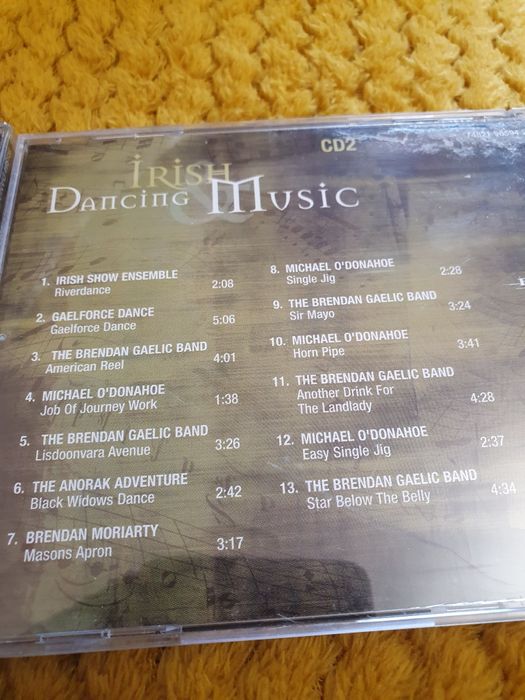 CD2
IRISH
DANCING & MUSIC
1. IRISH SHOW ENSEMBLE
Riverdance 2:08
2. GAELFORCE DANCE
Gaelforce Dance 5:06
3. THE BRENDAN GAELIC BAND
American Reel 4:01
4. MICHAEL O'DONAHOE
Job Of Journey Work 1:38
5. THE BRENDAN GAELIC BAND
Lisdoonvara Avenue 3:26
6. THE ANORAK ADVENTURE
Black Widows Dance 2:42
7. BRENDAN MORIARTY
Masons Apron 3:17
8. MICHAEL O'DONAHOE
Single Jig 2:28
9. THE BRENDAN GAELIC BAND
Sir Mayo 3:24
10. MICHAEL O'DONAHOE
Horn Pipe 3:41
11. THE BRENDAN GAELIC BAND
Another Drink For
The Landlady 4:28
12. MICHAEL O'DONAHOE
Easy Single Jig 2:37
13. THE BRENDAN GAELIC BAND
Star Below The Belly 4:34